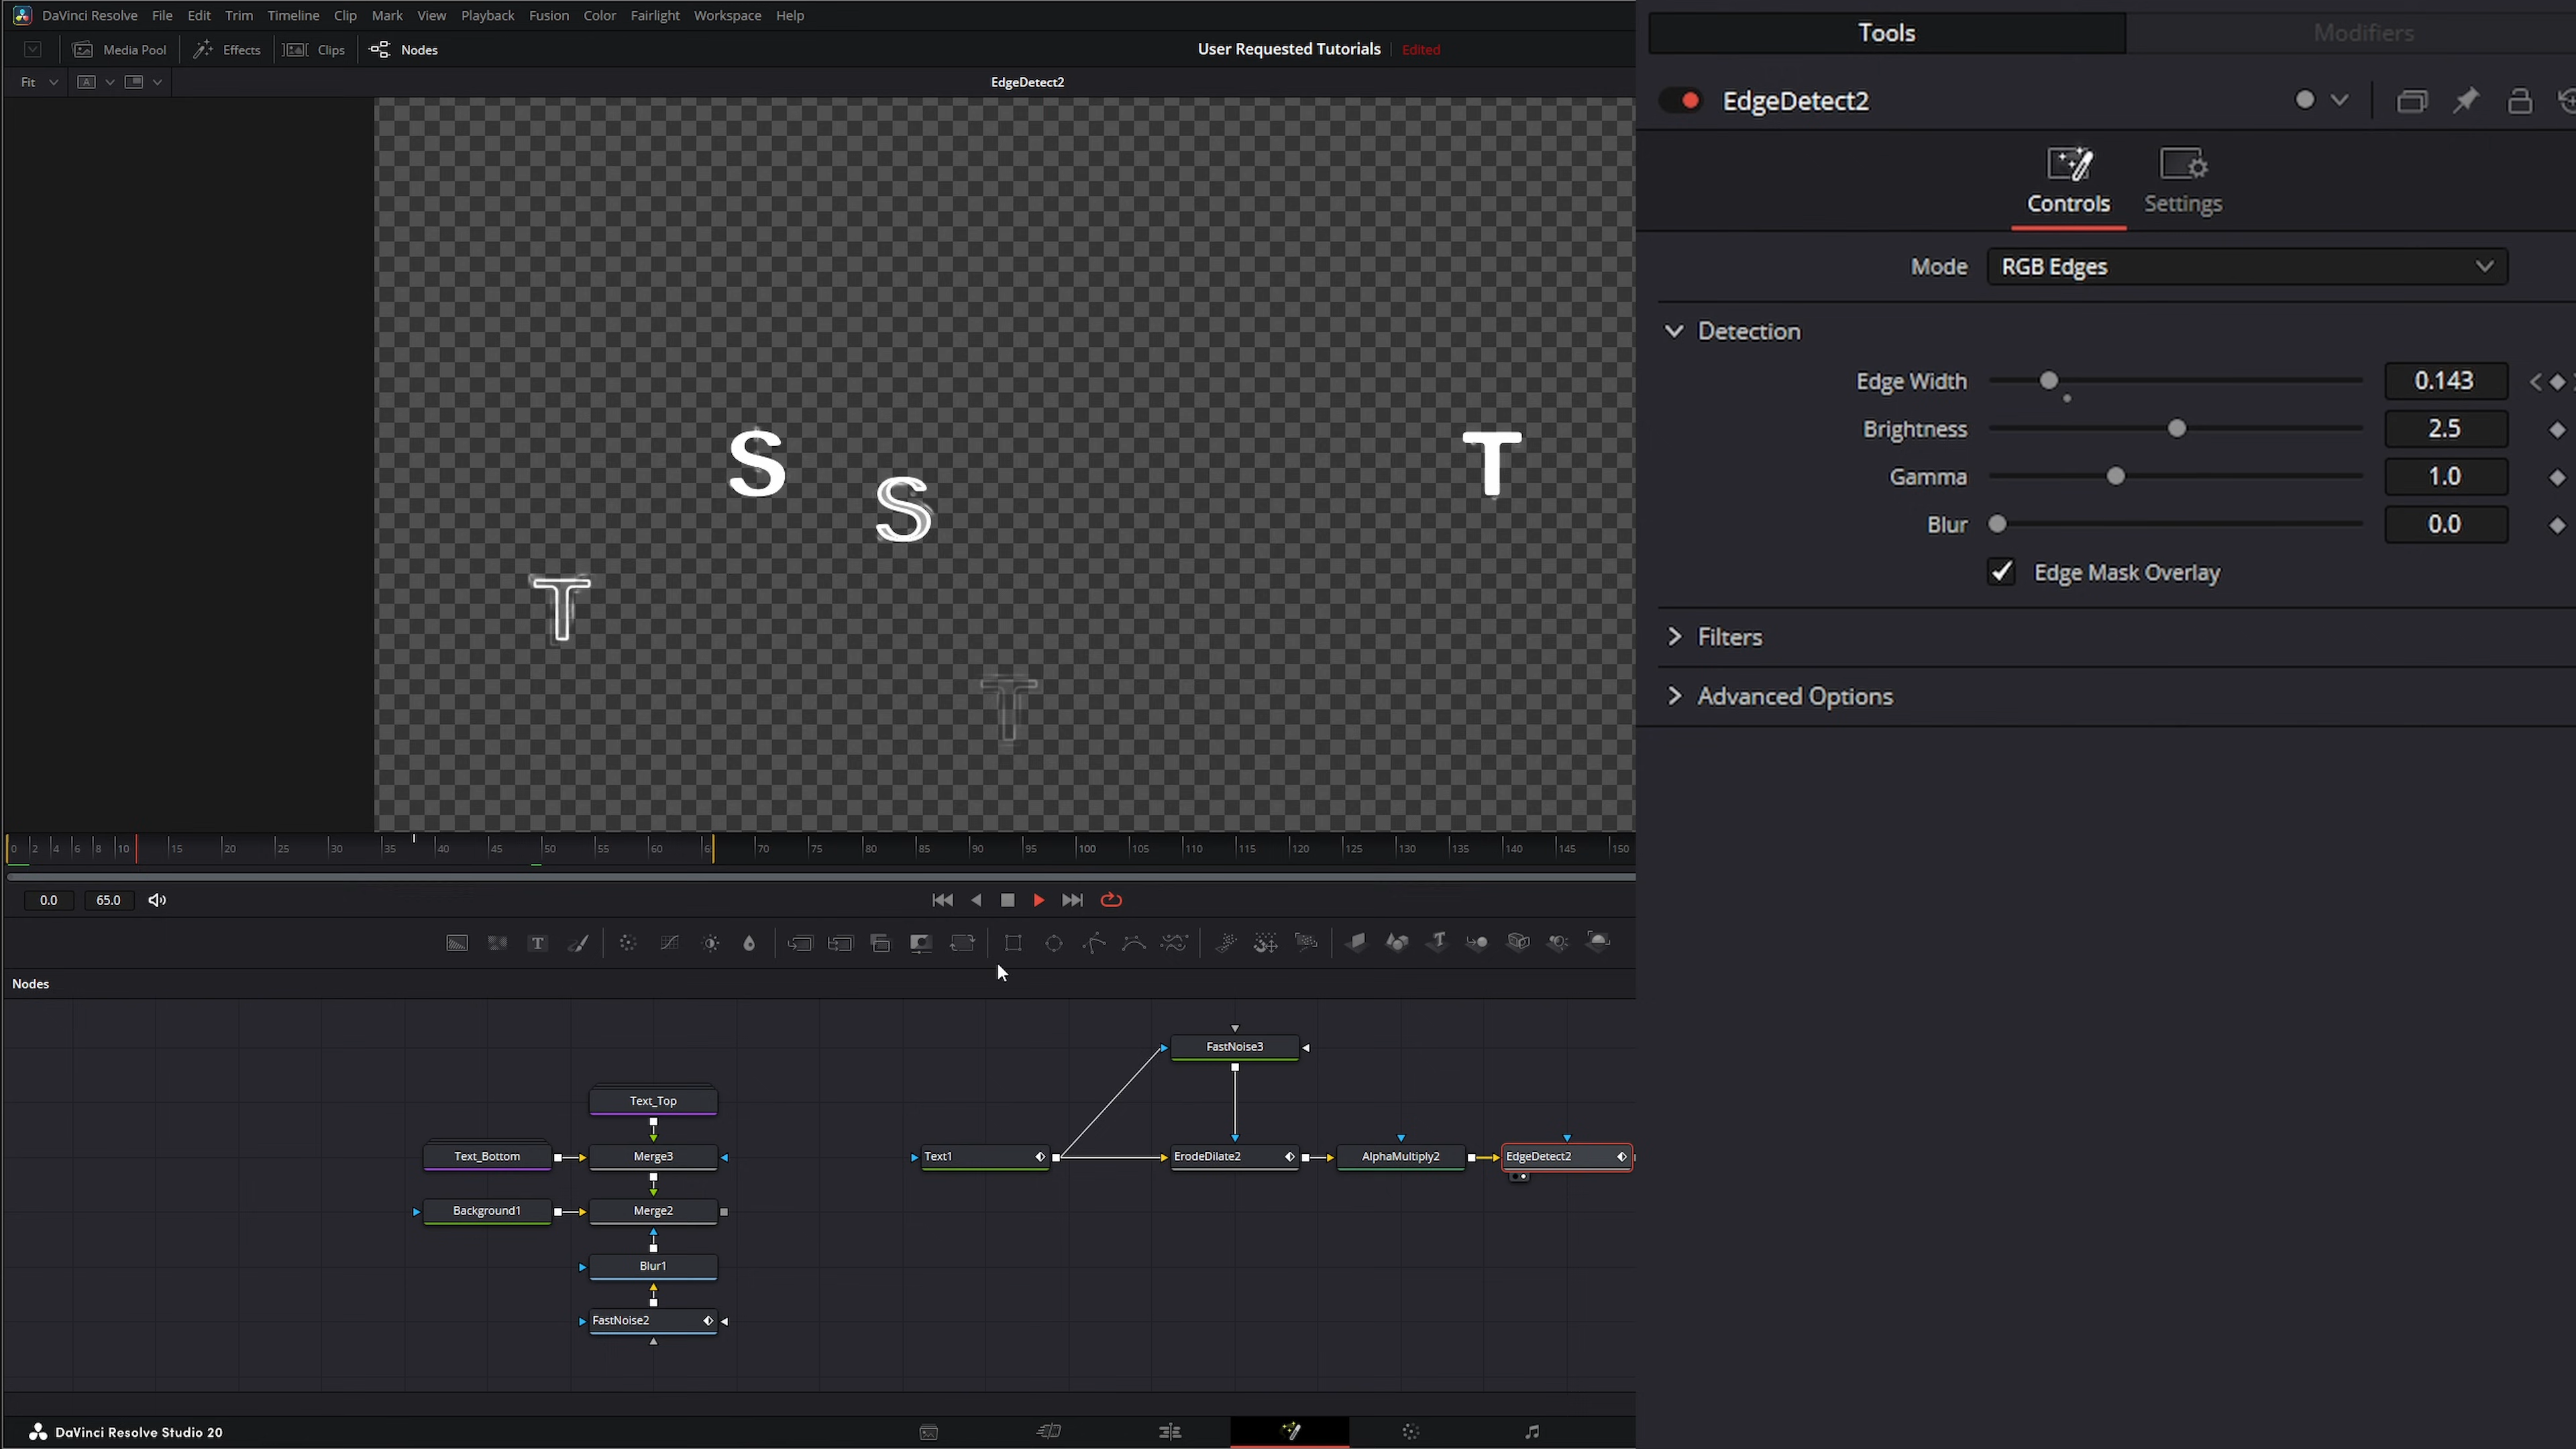 DaVinci Resolve File Edit Trim Timeline Clip Mark View Playback Fusion Color Fairlight Workspace Help
Media Pool Effects Clips Nodes User Requested Tutorials Edited
Fit A EdgeDetect2
S
T
S
T
T
0 2 4 6 8 10 15 20 25 30 35 40 45 50 55 60 70 75 80 85 90 95 100 105 110 115 120 125 130 135 140 145 150
0.0 65.0
T
Nodes
FastNoise3
Text_Top
Text_Bottom Merge3 Text1 ErodeDilate2 AlphaMultiply2 EdgeDetect2
Background1 Merge2
Blur1
FastNoise2
DaVinci Resolve Studio 20
Tools Modifiers
EdgeDetect2
Controls Settings
Mode RGB Edges
Detection
Edge Width 0.143
Brightness 2.5
Gamma 1.0
Blur 0.0
Edge Mask Overlay
Filters
Advanced Options